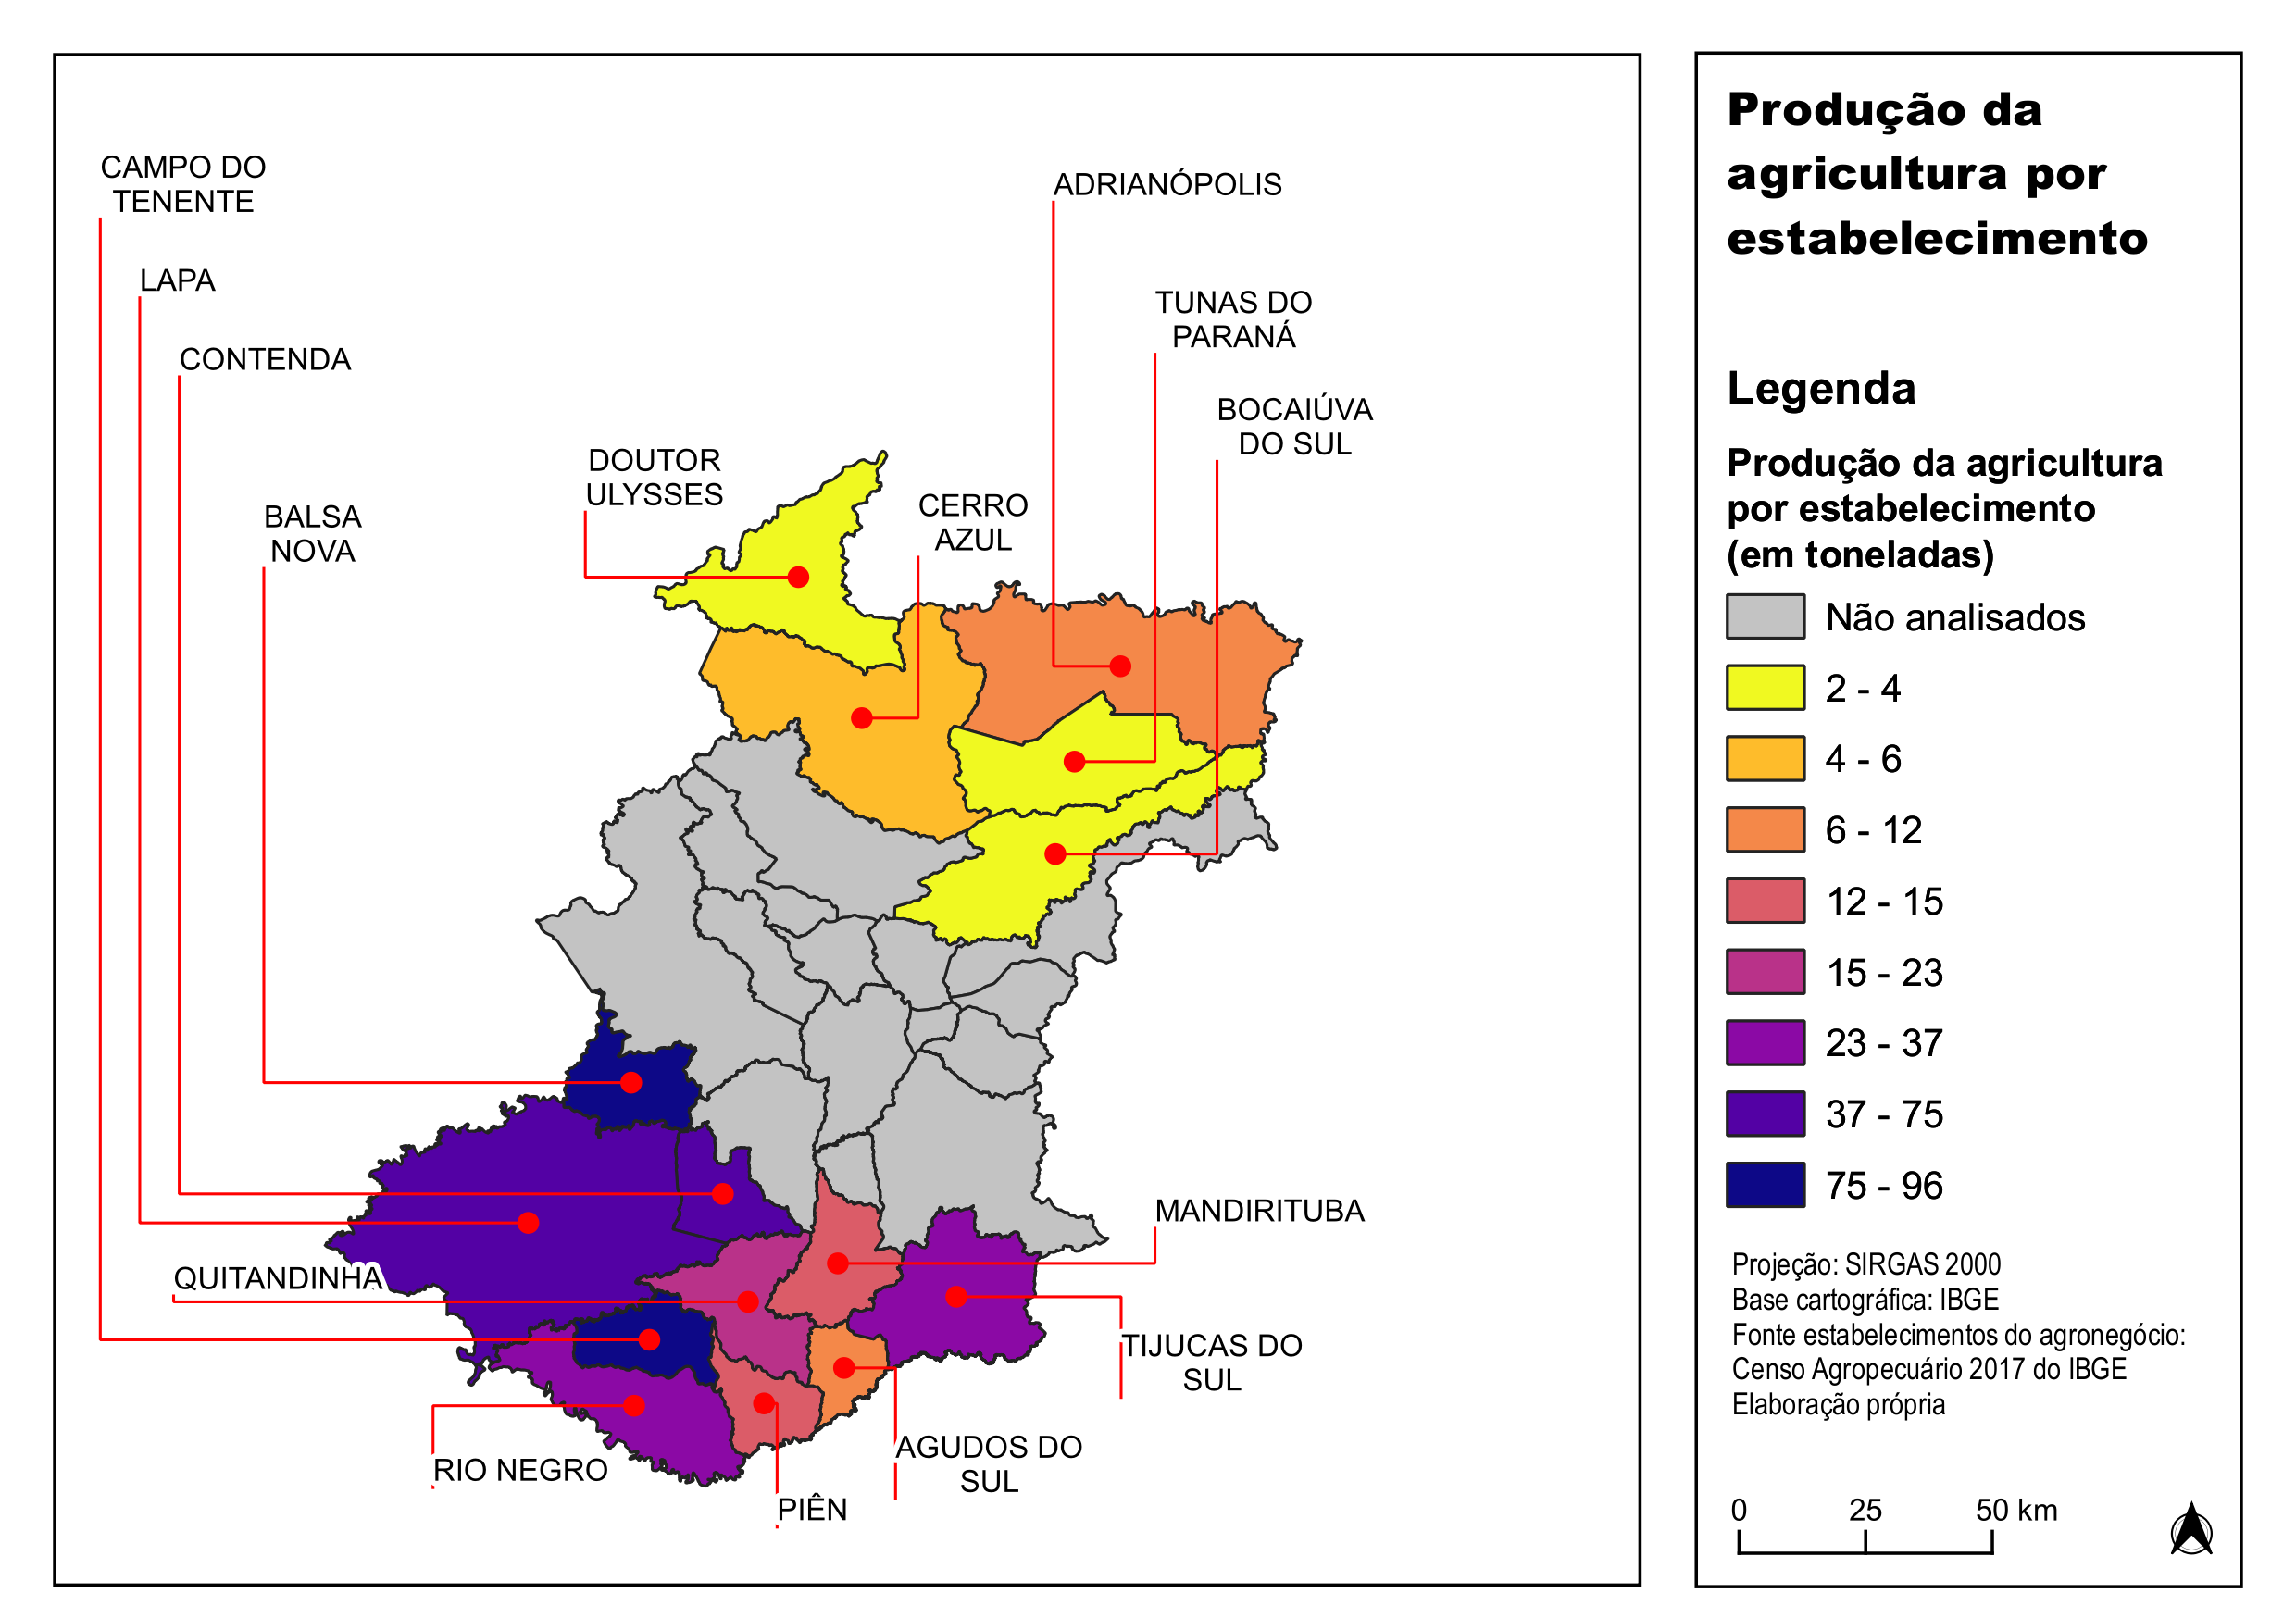 CAMPO DO
TENENTE
LAPA
CONTENDA
BALSA
NOVA
DOUTOR
ULYSSES
CERRO
AZUL
ADRIANÓPOLIS
TUNAS DO
PARANÁ
BOCAIÚVA
DO SUL
QUITANDINHA
MANDIRITUBA
TIJUCAS DO
SUL
AGUDOS DO
SUL
RIO NEGRO
PIÊN
Produção da
agricultura por
estabelecimento
Legenda
Produção da agricultura
por estabelecimento
(em toneladas)
Não analisados
2 - 4
4 - 6
6 - 12
12 - 15
15 - 23
23 - 37
37 - 75
75 - 96
Projeção: SIRGAS 2000
Base cartográfica: IBGE
Fonte estabelecimentos do agronegócio:
Censo Agropecuário 2017 do IBGE
Elaboração própria
0 25 50 km